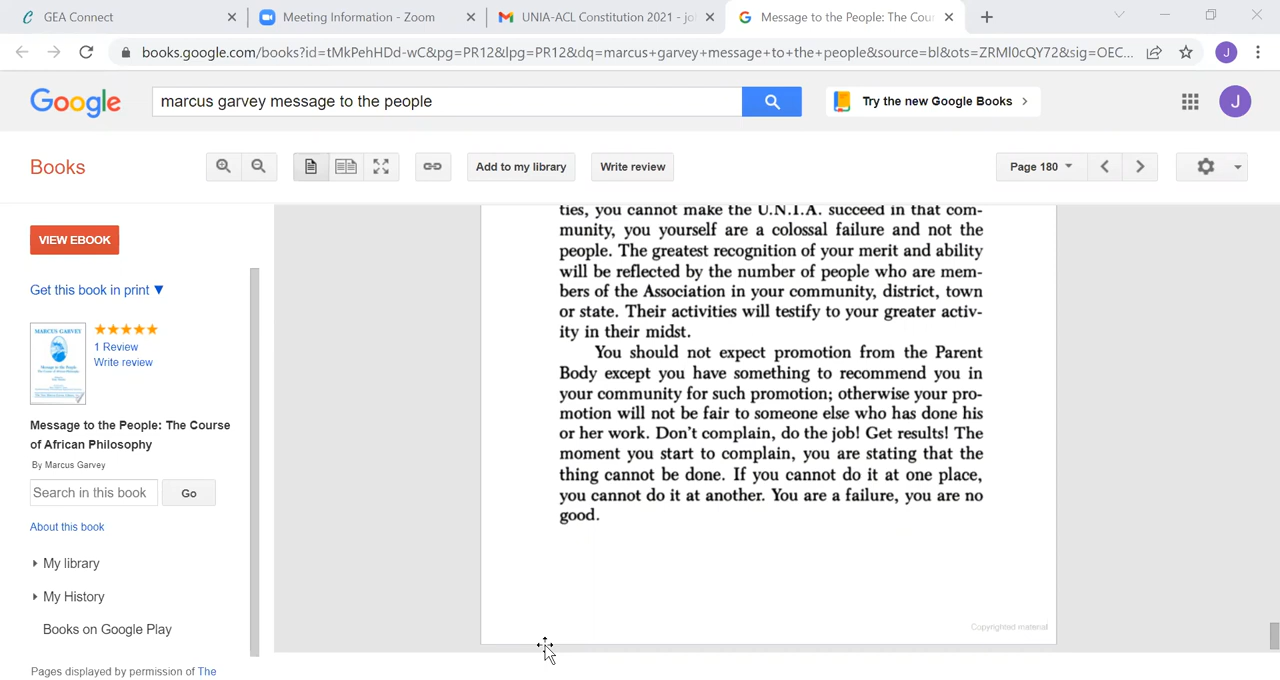 GEA Connect
Meeting Information - Zoom
UNIA-ACL Constitution 2021 - jo
Message to the People: The Cou
books.google.com/books?id=tMkPehHDd-wC&pg=PR12&lpg=PR12&dq=marcus+garvey+message+to+the+people&source=bl&ots=ZRMl0cQY72&sig=OEC...
J
Google
marcus garvey message to the people
Try the new Google Books
J
Books
Add to my library
Write review
Page 180
VIEW EBOOK
Get this book in print
MARCUS GARVEY
1 Review
Write review
Message to the People: The Course
of African Philosophy
By Marcus Garvey
Search in this book
Go
About this book
My library
My History
Books on Google Play
Pages displayed by permission of The
ties, you cannot make the U.N.I.A. succeed in that com-
munity, you yourself are a colossal failure and not the
people. The greatest recognition of your merit and ability
will be reflected by the number of people who are mem-
bers of the Association in your community, district, town
or state. Their activities will testify to your greater activ-
ity in their midst.
You should not expect promotion from the Parent
Body except you have something to recommend you in
your community for such promotion; otherwise your pro-
motion will not be fair to someone else who has done his
or her work. Don't complain, do the job! Get results! The
moment you start to complain, you are stating that the
thing cannot be done. If you cannot do it at one place,
you cannot do it at another. You are a failure, you are no
good.
Copyrighted material